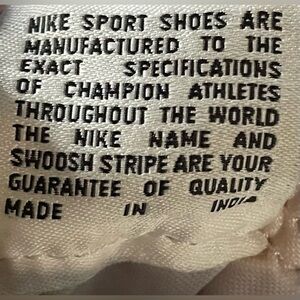 NIKE SPORT SHOES ARE
MANUFACTURED TO THE
EXACT SPECIFICATIONS
OF CHAMPION ATHLETES
THROUGHOUT THE WORLD
THE NIKE NAME AND
SWOOSH STRIPE ARE YOUR
GUARANTEE OF QUALITY
MADE IN INDIA